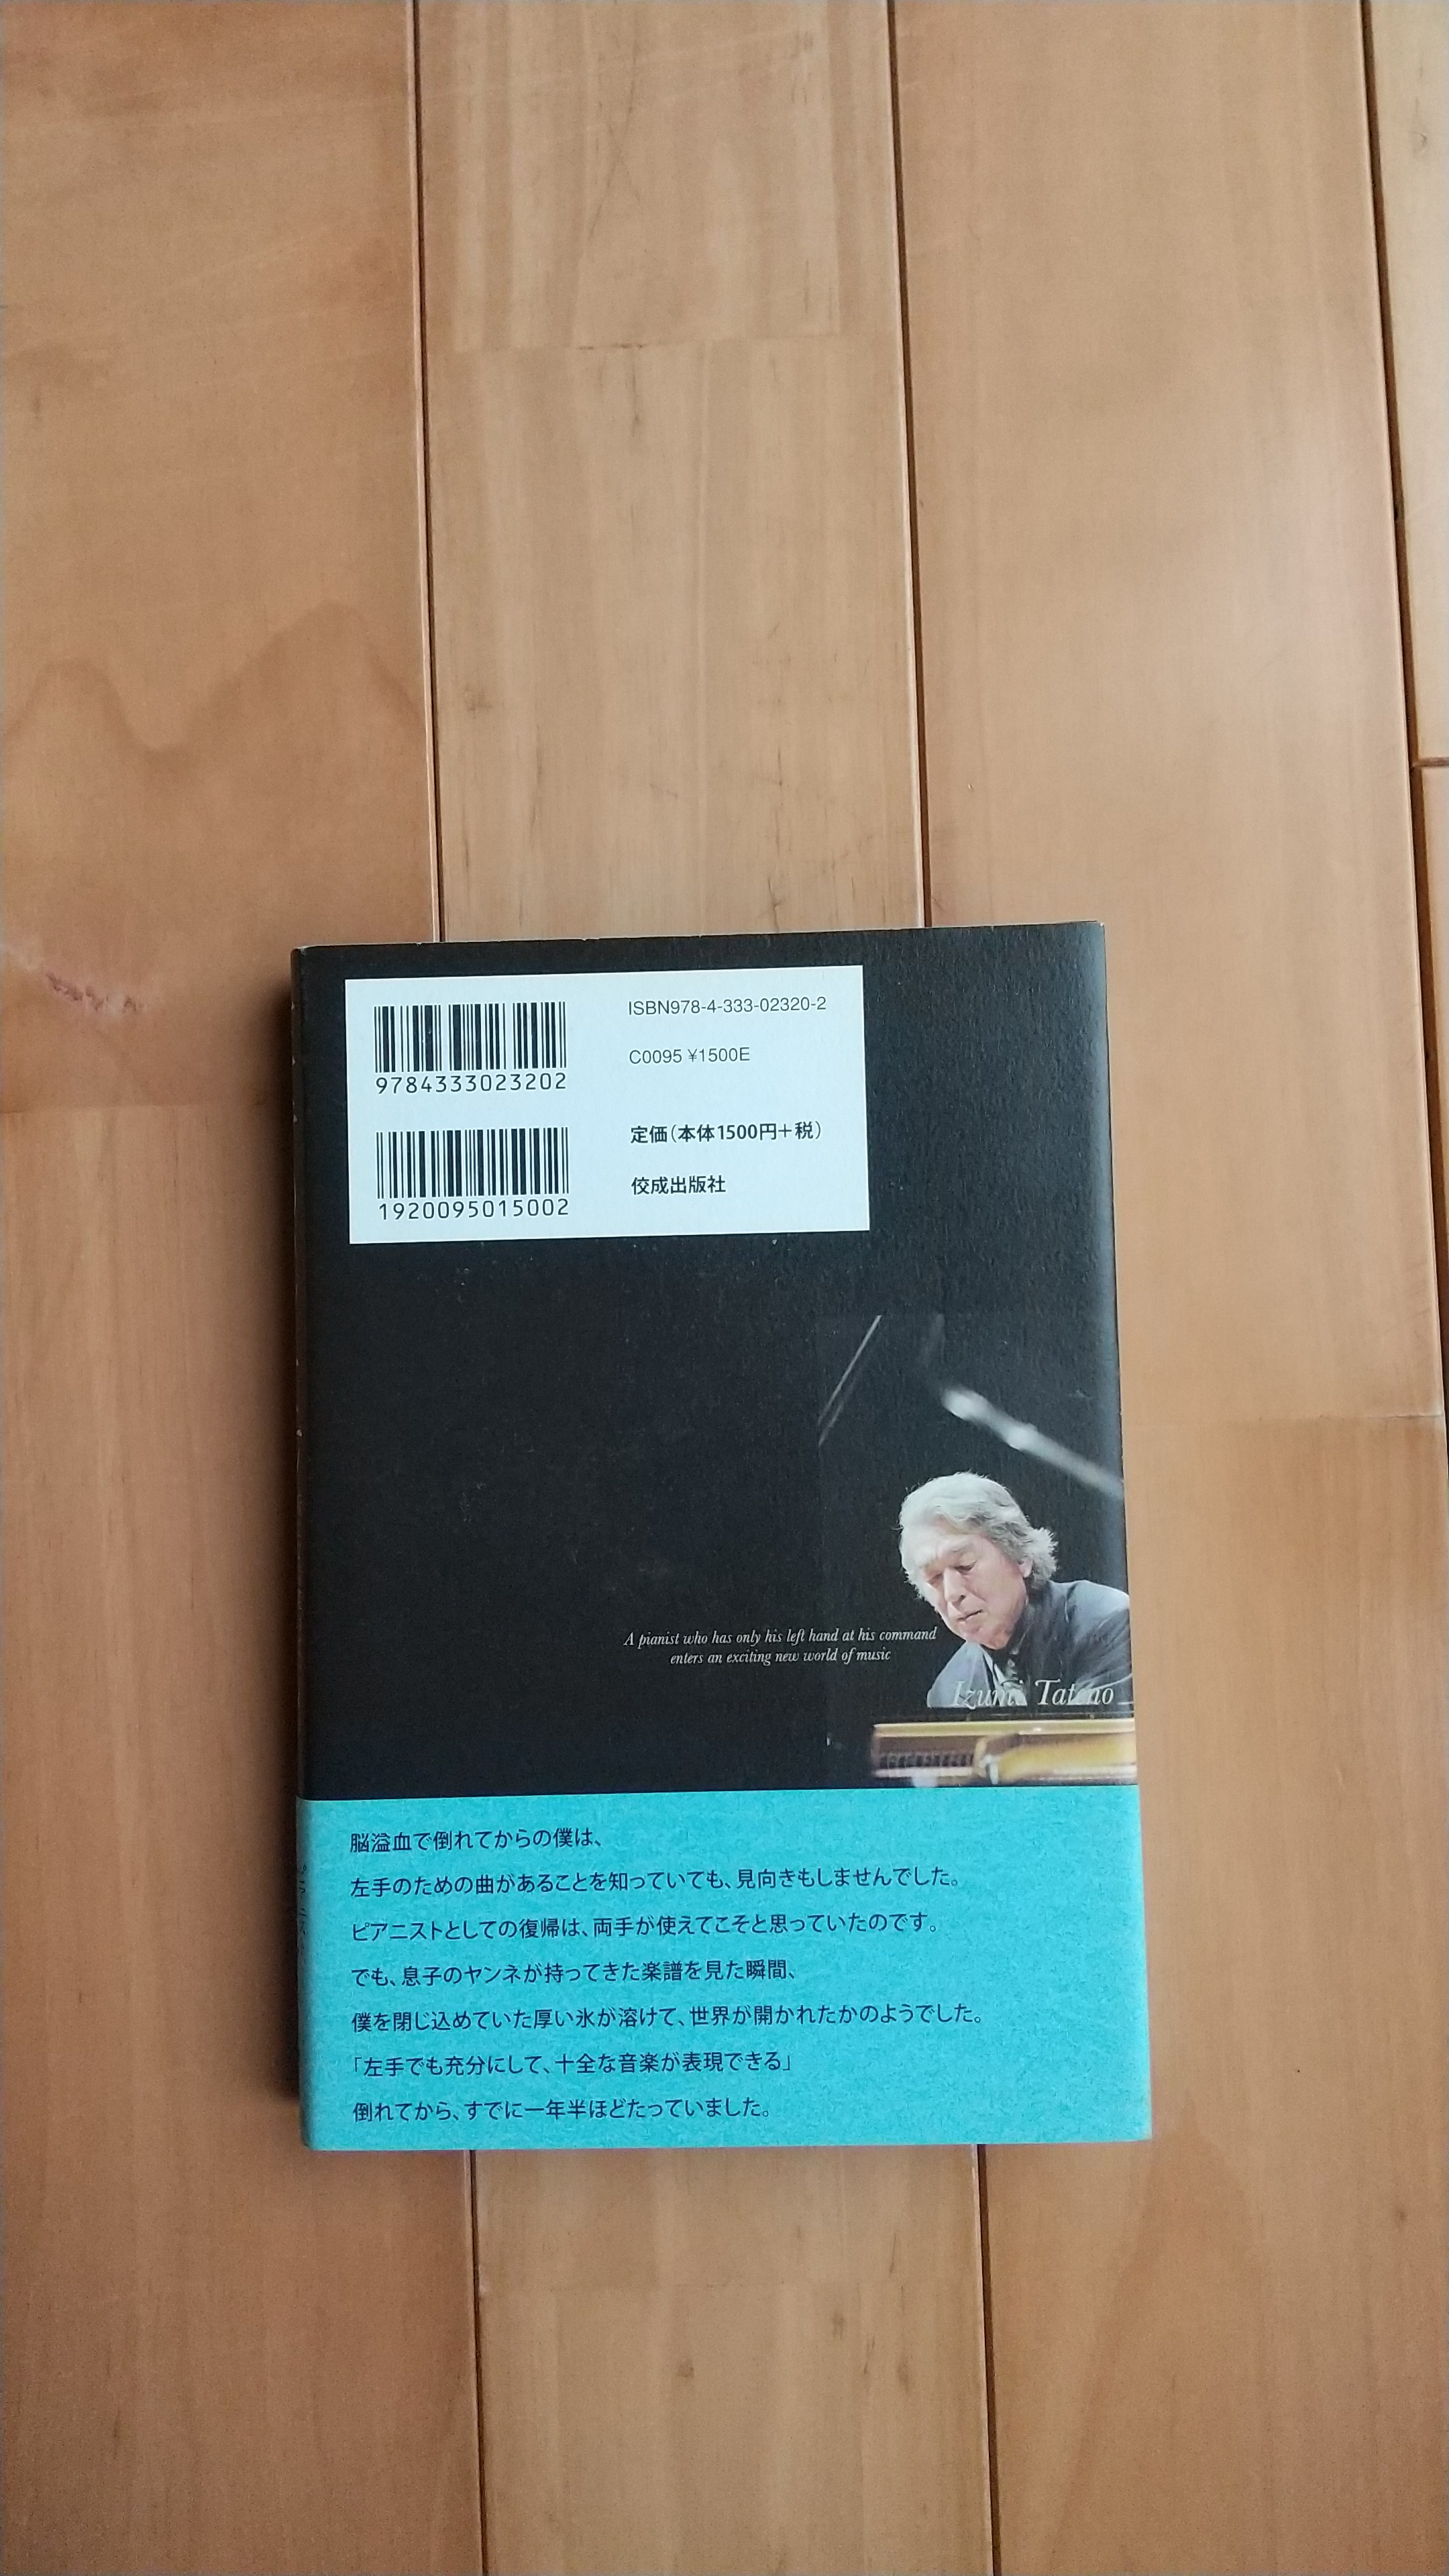 ISBN978-4-333-02320-2
C0095 ¥1500E
9784333023202
定価(本体1500円+税)
佼成出版社
1920095015002
A pianist who has only his left hand at his command
enters an exciting new world of music
Izumi Tateno
脳溢血で倒れてからの僕は、
左手のための曲があることを知っていても、見向きもしませんでした。
ピアニストとしての復帰は、両手が使えてこそと思っていたのです。
でも、息子のヤンネが持ってきた楽譜を見た瞬間、
僕を閉じ込めていた厚い氷が溶けて、世界が開かれたかのようでした。
「左手でも充分にして、十全な音楽が表現できる」
倒れてから、すでに一年半ほどたっていました。